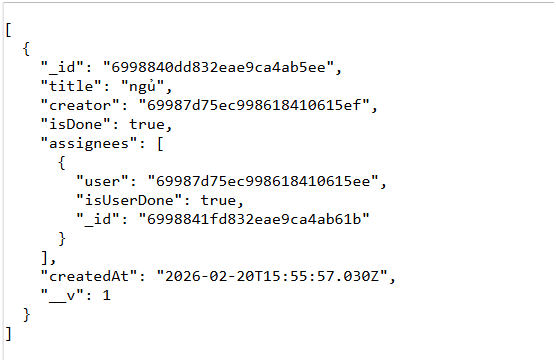 [
  {
    "_id": "6998840dd832eae9ca4ab5ee",
    "title": "ngủ",
    "creator": "69987d75ec998618410615ef",
    "isDone": true,
    "assignees": [
      {
        "user": "69987d75ec998618410615ee",
        "isUserDone": true,
        "_id": "6998841fd832eae9ca4ab61b"
      }
    ],
    "createdAt": "2026-02-20T15:55:57.030Z",
    "__v": 1
  }
]